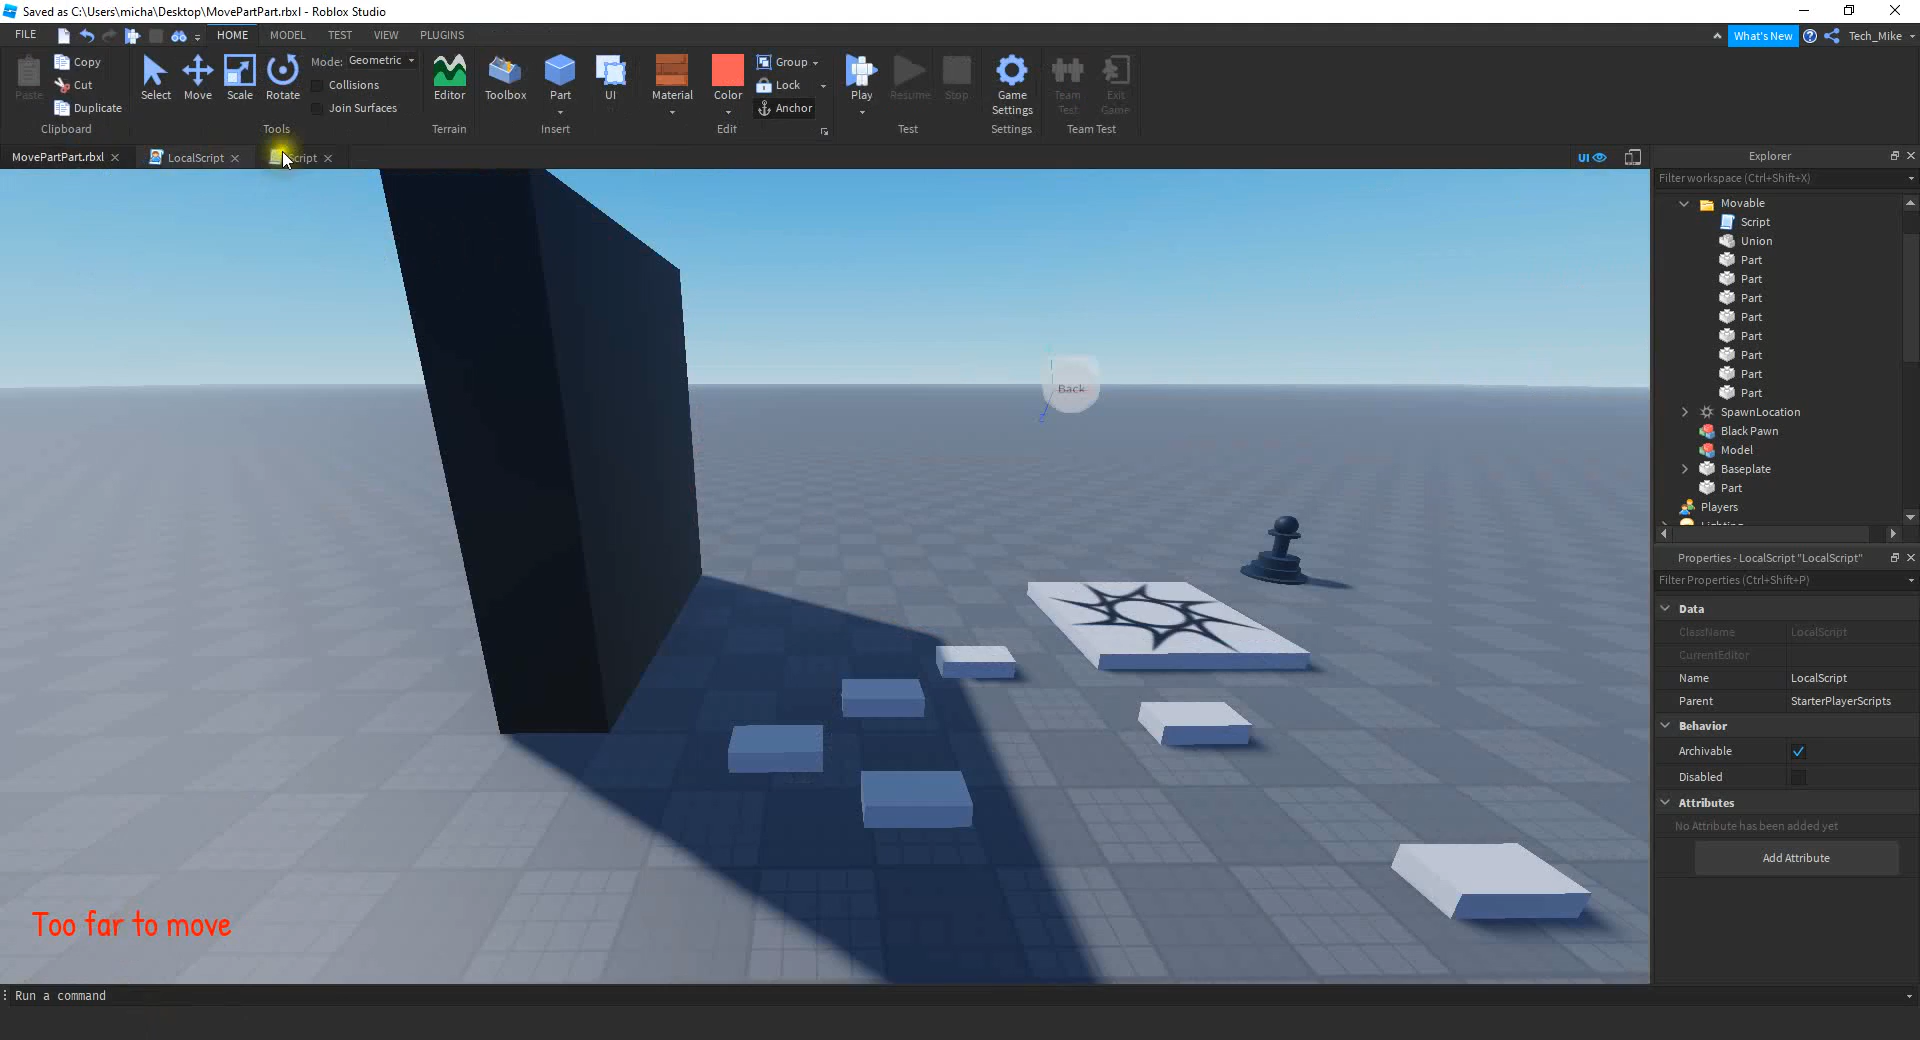 Saved as C:\Users\micha\Desktop\MovePartPart.rbxl - Roblox Studio
FILE HOME MODEL TEST VIEW PLUGINS What's New Tech_Mike
Paste Copy Cut Duplicate Clipboard
Select Move Scale Rotate Mode: Geometric Collisions Join Surfaces Tools
Editor Terrain
Toolbox Part UI Insert
Material Color Group Lock Anchor Edit
Play Resume Stop Test
Game Settings Settings
Team Test Exit Game Team Test
MovePartPart.rbxl LocalScript Script UI
Explorer
Filter workspace (Ctrl+Shift+X)
Movable
Script
Union
Part
Part
Part
Part
Part
Part
Part
Part
SpawnLocation
Black Pawn
Model
Baseplate
Part
Players
Lighting
Back
Z
Properties - LocalScript "LocalScript"
Filter Properties (Ctrl+Shift+P)
Data
ClassName LocalScript
CurrentEditor
Name LocalScript
Parent StarterPlayerScripts
Behavior
Archivable
Disabled
Attributes
No Attribute has been added yet
Add Attribute
Too far to move
Run a command